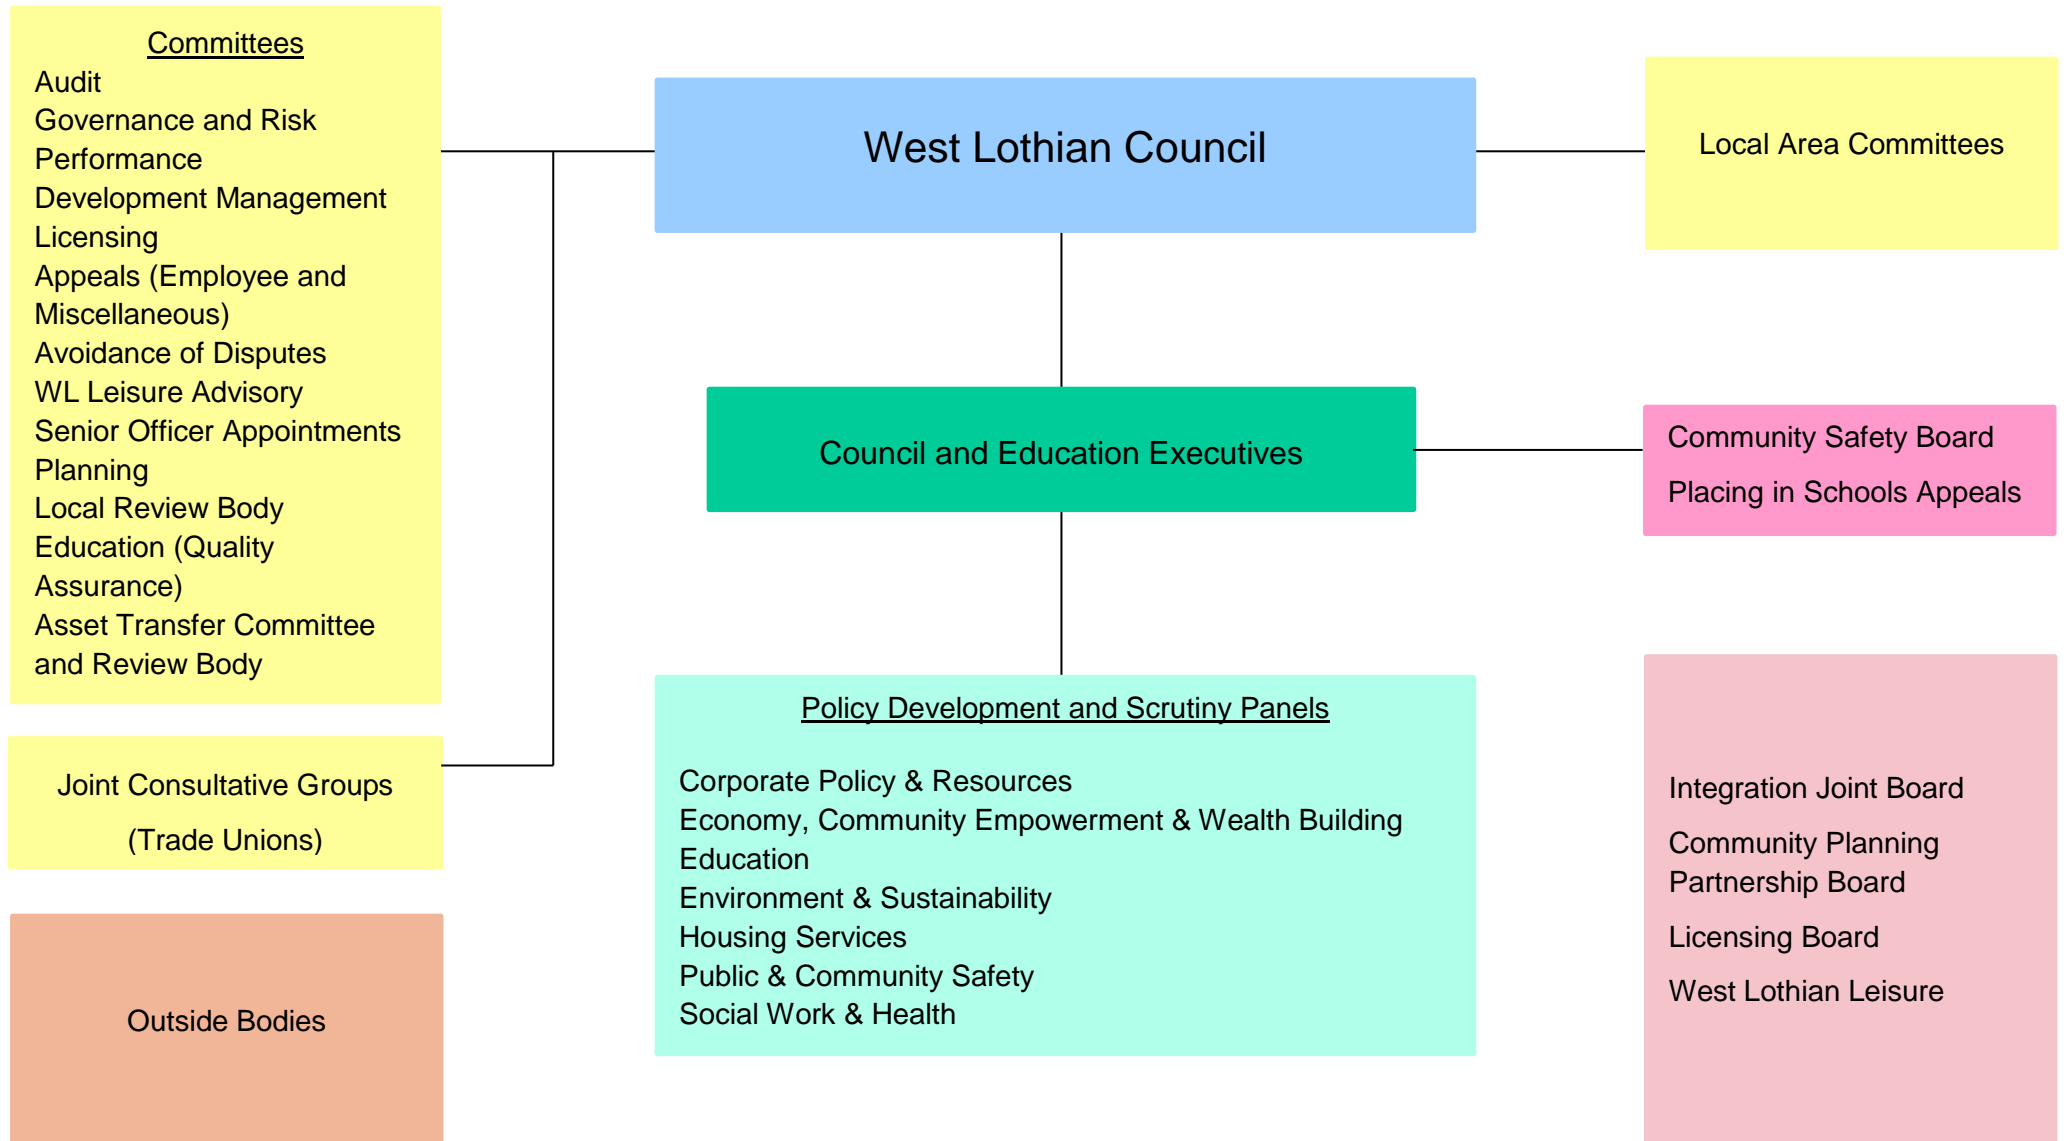 Committees
Audit
Governance and Risk
Performance
Development Management
Licensing
Appeals (Employee and
Miscellaneous)
Avoidance of Disputes
WL Leisure Advisory
Senior Officer Appointments
Planning
Local Review Body
Education (Quality
Assurance)
Asset Transfer Committee
and Review Body
Joint Consultative Groups
(Trade Unions)
Outside Bodies
West Lothian Council
Council and Education Executives
Policy Development and Scrutiny Panels
Corporate Policy & Resources
Economy, Community Empowerment & Wealth Building
Education
Environment & Sustainability
Housing Services
Public & Community Safety
Social Work & Health
Local Area Committees
Community Safety Board
Placing in Schools Appeals
Integration Joint Board
Community Planning
Partnership Board
Licensing Board
West Lothian Leisure